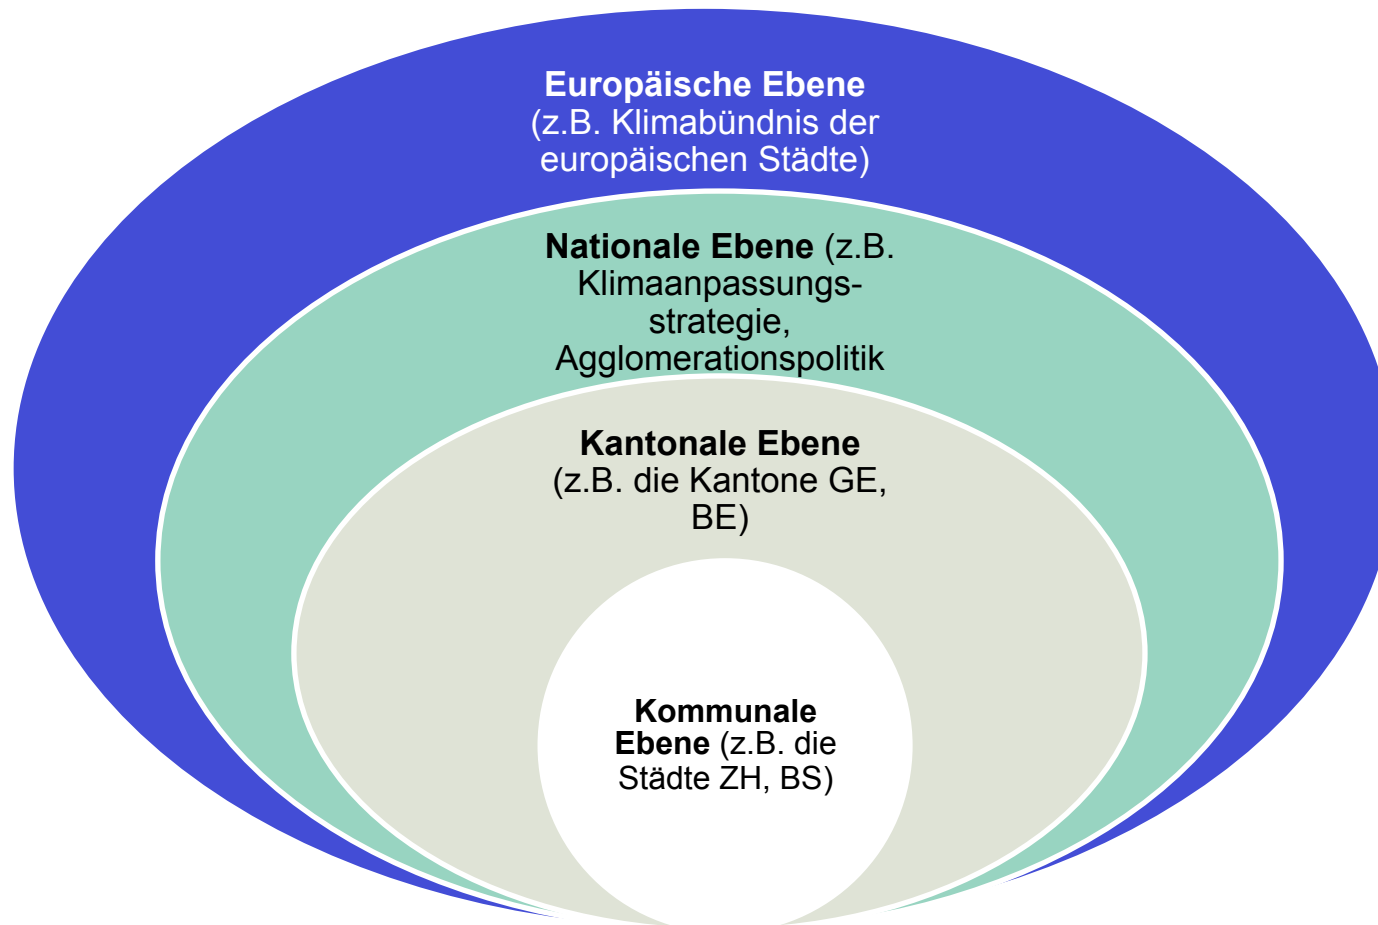 Europäische Ebene
(z.B. Klimabündnis der
europäischen Städte)
Nationale Ebene (z.B.
Klimaanpassungs-
strategie,
Agglomerationspolitik
Kantonale Ebene
(z.B. die Kantone GE,
BE)
Kommunale
Ebene (z.B. die
Städte ZH, BS)